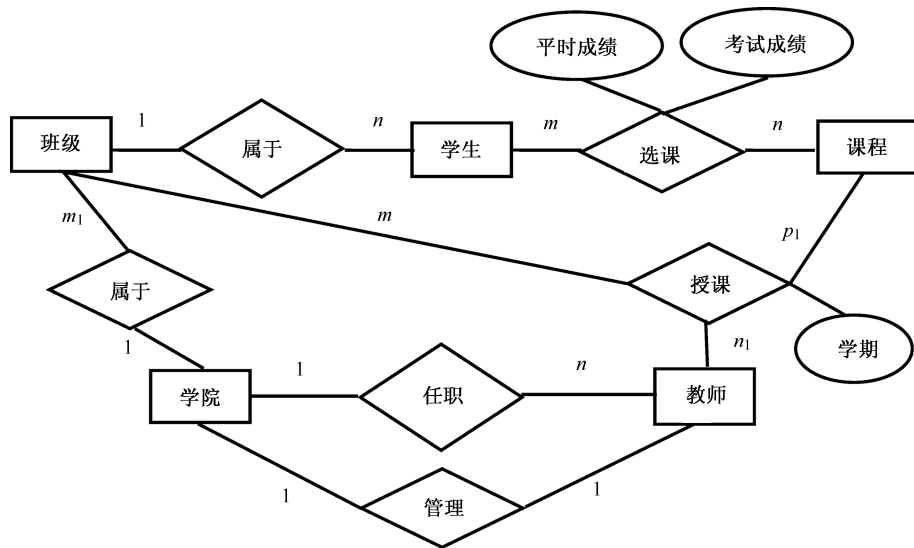 平时成绩
考试成绩
1
n
m
n
班级
属于
学生
选课
课程
m₁
m
p₁
属于
授课
1
1
n
n₁
学期
学院
任职
教师
1
管理
1